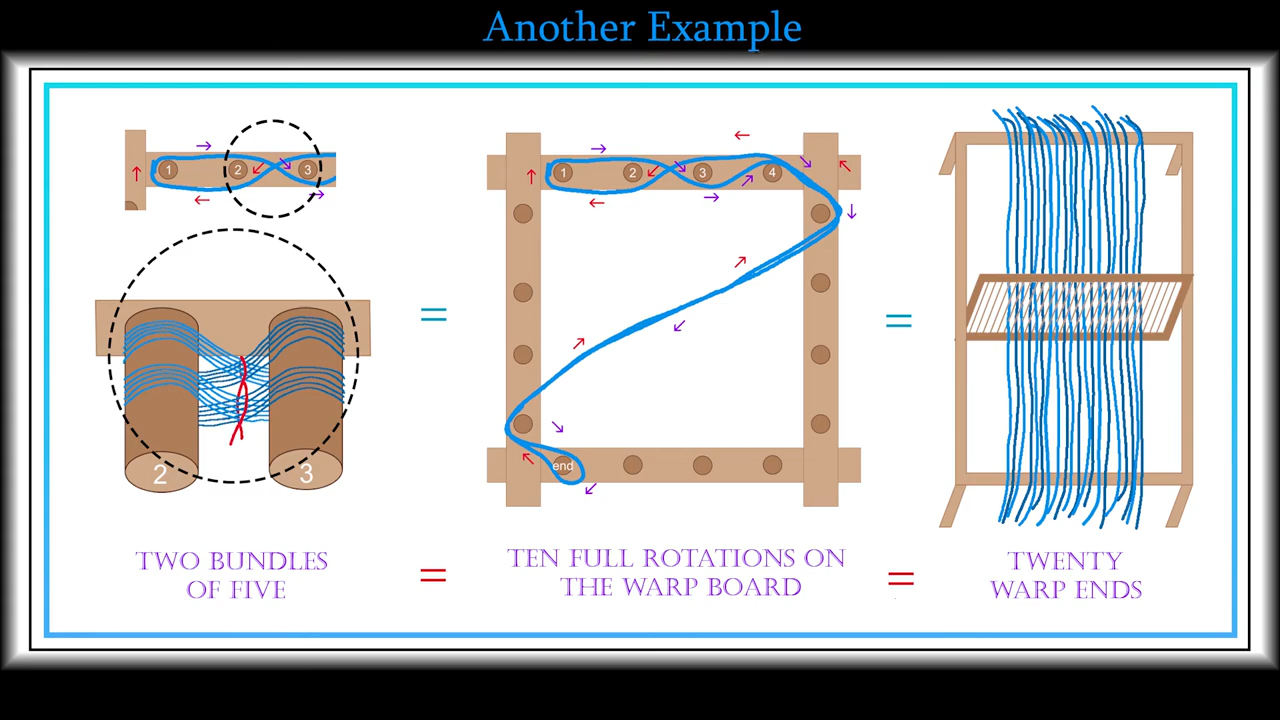 Another Example
1 2 3
2 3
=
1 2 3 4
end
=
TWO BUNDLES
OF FIVE
=
TEN FULL ROTATIONS ON
THE WARP BOARD
=
TWENTY
WARP ENDS